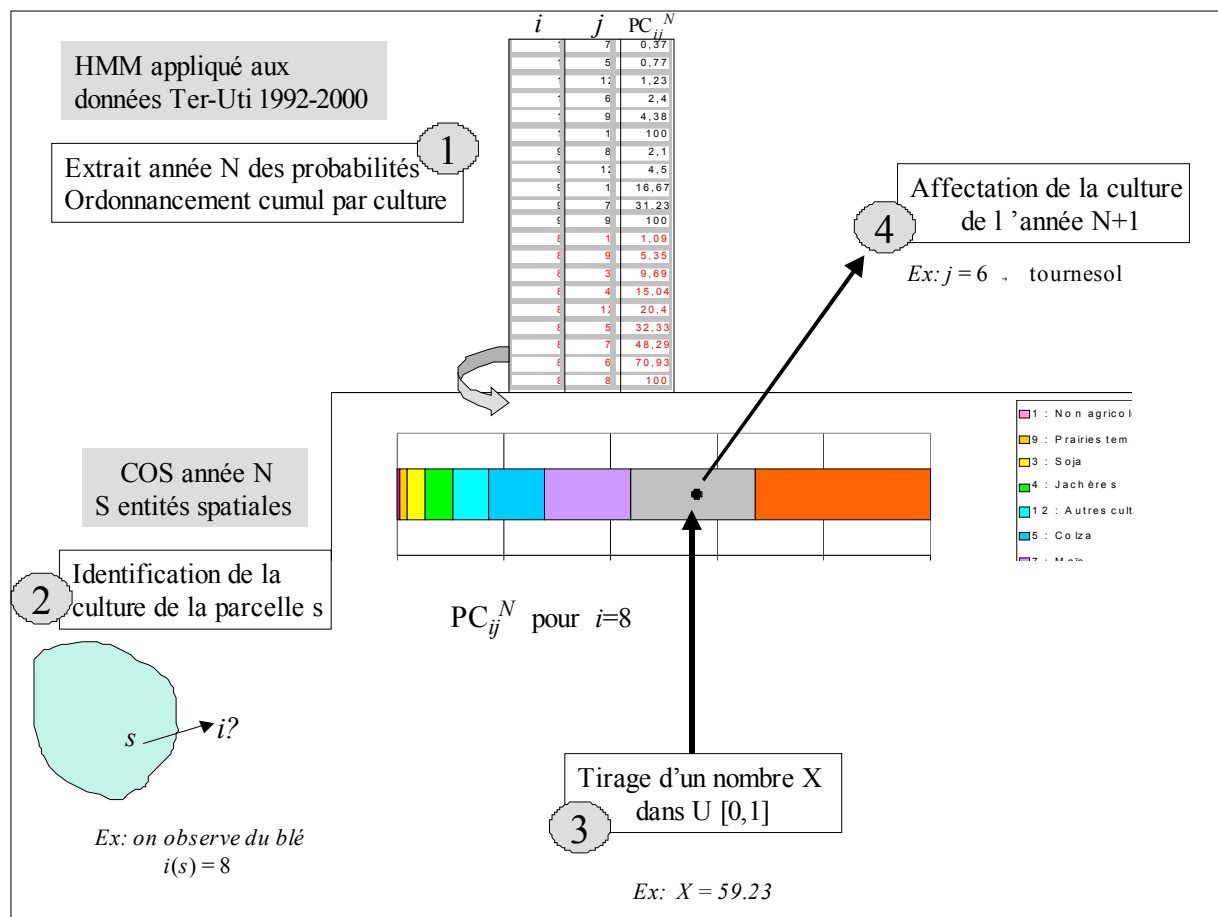 i j PC_ij^N
1 7 0,37
1 5 0,77
1 12 1,23
1 6 2,4
1 9 4,38
1 1 100
9 8 2,1
9 12 4,5
9 1 16,67
9 7 31,23
9 9 100
8 1 1,09
8 9 5,35
8 3 9,69
8 4 15,04
8 12 20,4
8 5 32,33
8 7 48,29
8 6 70,93
8 8 100
HMM appliqué aux
données Ter-Uti 1992-2000
1
Extrait année N des probabilités
Ordonnancement cumul par culture
4
Affectation de la culture
de l ’année N+1
Ex: j = 6 → tournesol
1 : Non agricol
9 : Prairies tem
3 : Soja
4 : Jachères
12 : Autres cult
5 : Colza
COS année N
S entités spatiales
2
Identification de la
culture de la parcelle s
PC_ij^N pour i=8
s i?
Ex: on observe du blé
i(s) = 8
3
Tirage d’un nombre X
dans U [0,1]
Ex: X = 59.23